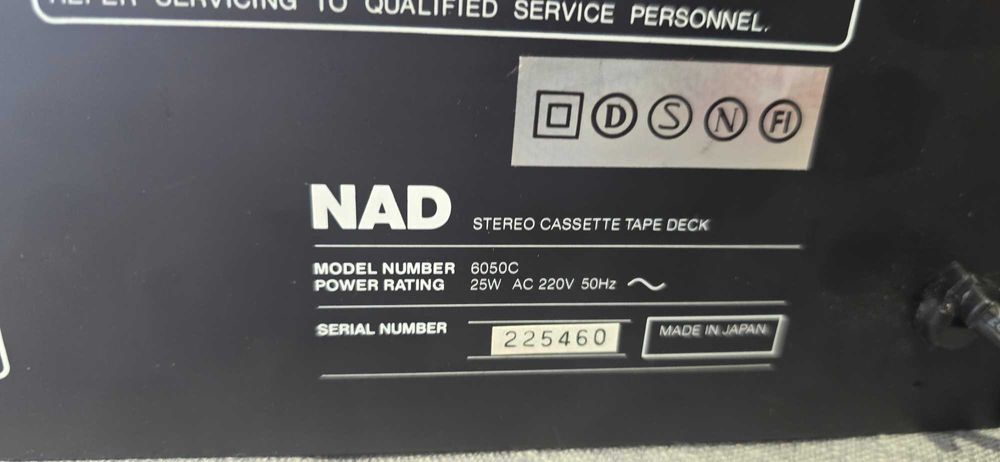 REFER SERVICING TO QUALIFIED SERVICE PERSONNEL.
D S N FI
NAD STEREO CASSETTE TAPE DECK
MODEL NUMBER 6050C
POWER RATING 25W AC 220V 50Hz ~
SERIAL NUMBER 225460 MADE IN JAPAN